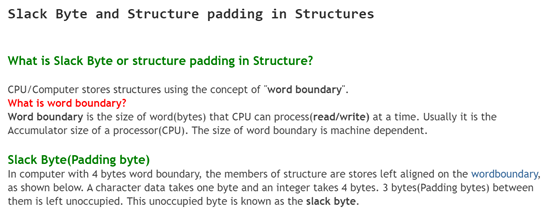 Slack Byte and Structure padding in Structures
What is Slack Byte or structure padding in Structure?
CPU/Computer stores structures using the concept of "word boundary".
What is word boundary?
Word boundary is the size of word(bytes) that CPU can process(read/write) at a time. Usually it is the
Accumulator size of a processor(CPU). The size of word boundary is machine dependent.
Slack Byte(Padding byte)
In computer with 4 bytes word boundary, the members of structure are stores left aligned on the wordboundary,
as shown below. A character data takes one byte and an integer takes 4 bytes. 3 bytes(Padding bytes) between
them is left unoccupied. This unoccupied byte is known as the slack byte.